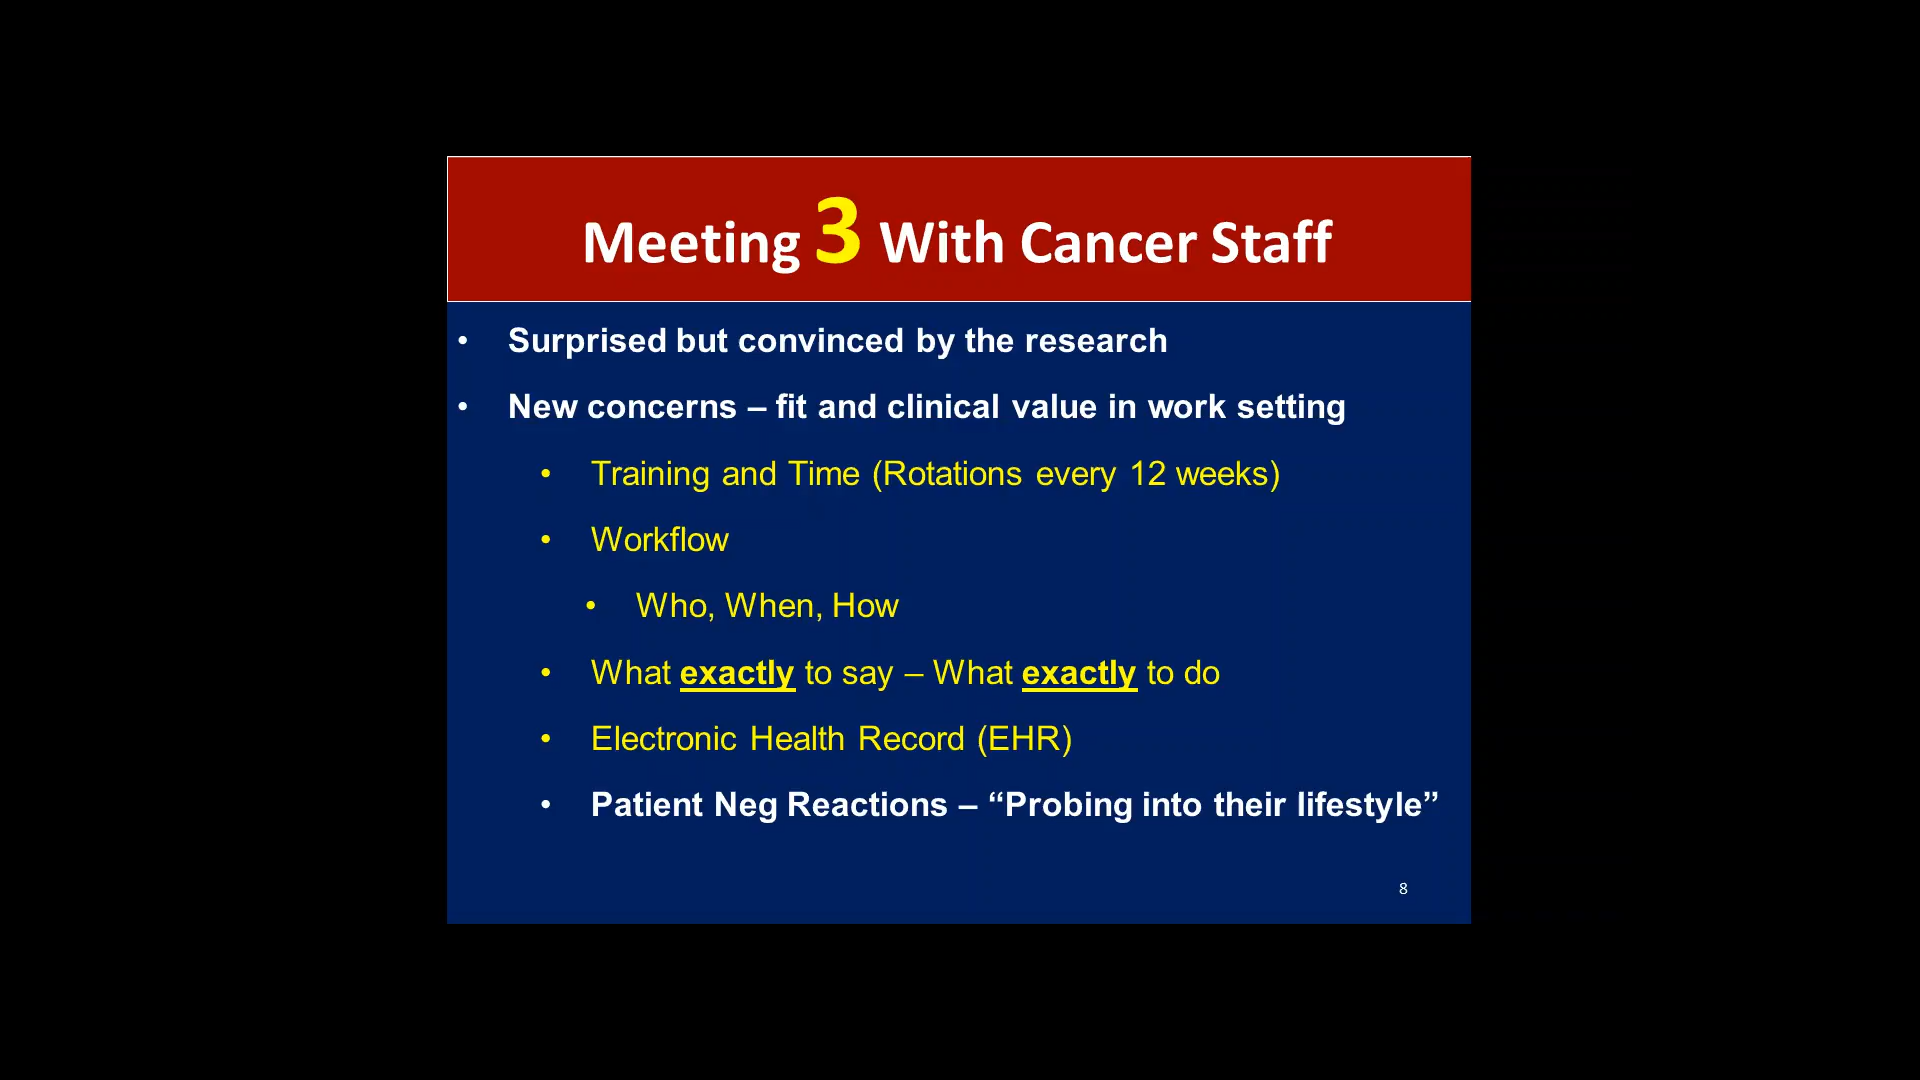 Meeting 3 With Cancer Staff
• Surprised but convinced by the research
• New concerns – fit and clinical value in work setting
• Training and Time (Rotations every 12 weeks)
• Workflow
• Who, When, How
• What exactly to say – What exactly to do
• Electronic Health Record (EHR)
• Patient Neg Reactions – “Probing into their lifestyle”
8